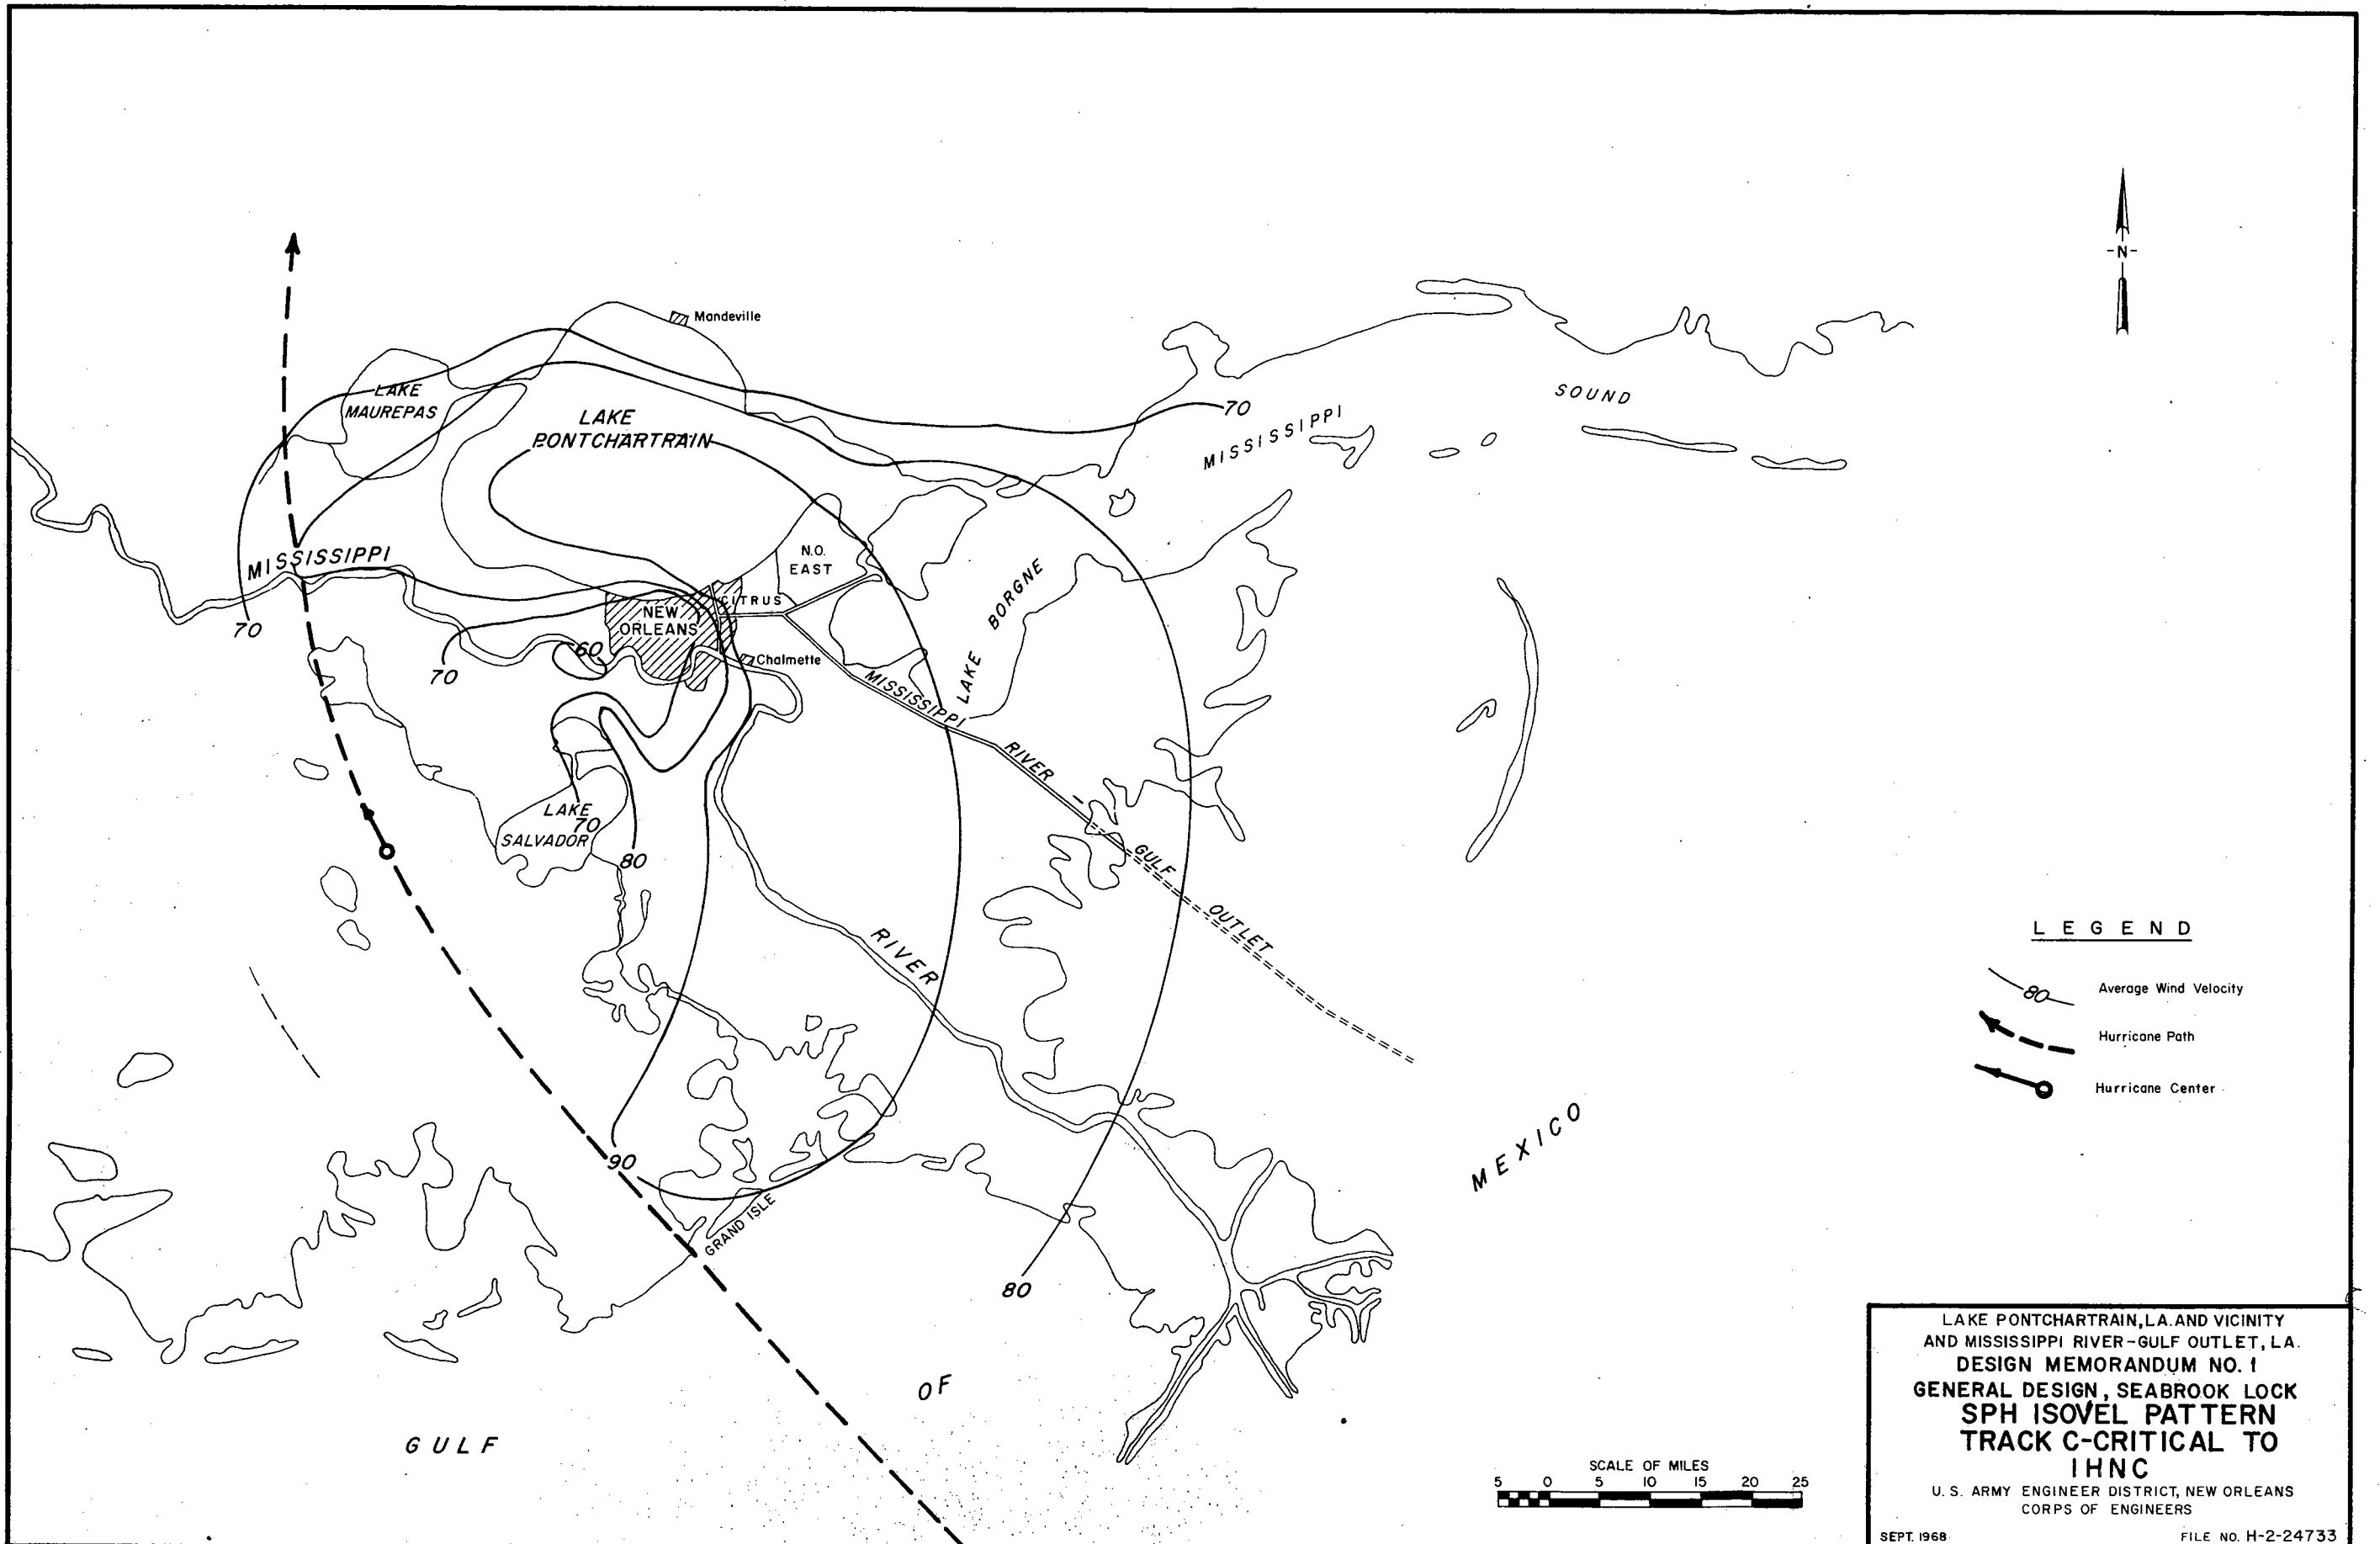 Mandeville
-N-
LAKE
MAUREPAS
LAKE
PONTCHARTRAIN
70
MISSISSIPPI
SOUND
MISSISSIPPI
N.O.
EAST
CITRUS
NEW
ORLEANS
LAKE BORGNE
70
70
60
Chalmette
MISSISSIPPI
RIVER
-
GULF
OUTLET
LAKE
70
SALVADOR
80
RIVER
90
GRAND ISLE
80
MEXICO
OF
GULF
LEGEND
80
Average Wind Velocity
Hurricane Path
Hurricane Center
SCALE OF MILES
5 0 5 10 15 20 25
LAKE PONTCHARTRAIN, LA. AND VICINITY
AND MISSISSIPPI RIVER-GULF OUTLET, LA.
DESIGN MEMORANDUM NO. 1
GENERAL DESIGN, SEABROOK LOCK
SPH ISOVEL PATTERN
TRACK C-CRITICAL TO
IHNC
U. S. ARMY ENGINEER DISTRICT, NEW ORLEANS
CORPS OF ENGINEERS
SEPT. 1968 FILE NO. H-2-24733